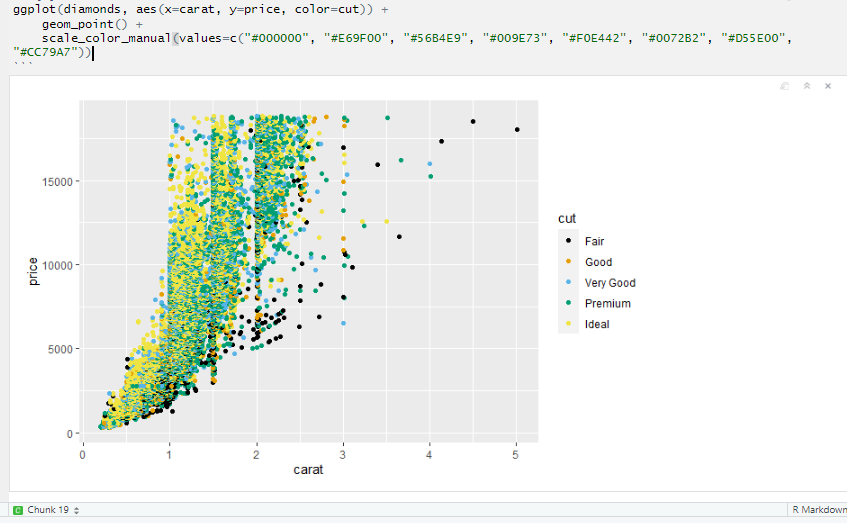 ggplot(diamonds, aes(x=carat, y=price, color=cut)) +
geom_point() +
scale_color_manual(values=c("#000000", "#E69F00", "#56B4E9", "#009E73", "#F0E442", "#0072B2", "#D55E00",
"#CC79A7"))
```
15000
10000
5000
0
price
0 1 2 3 4 5
carat
cut
Fair
Good
Very Good
Premium
Ideal
C Chunk 19
R Markdown